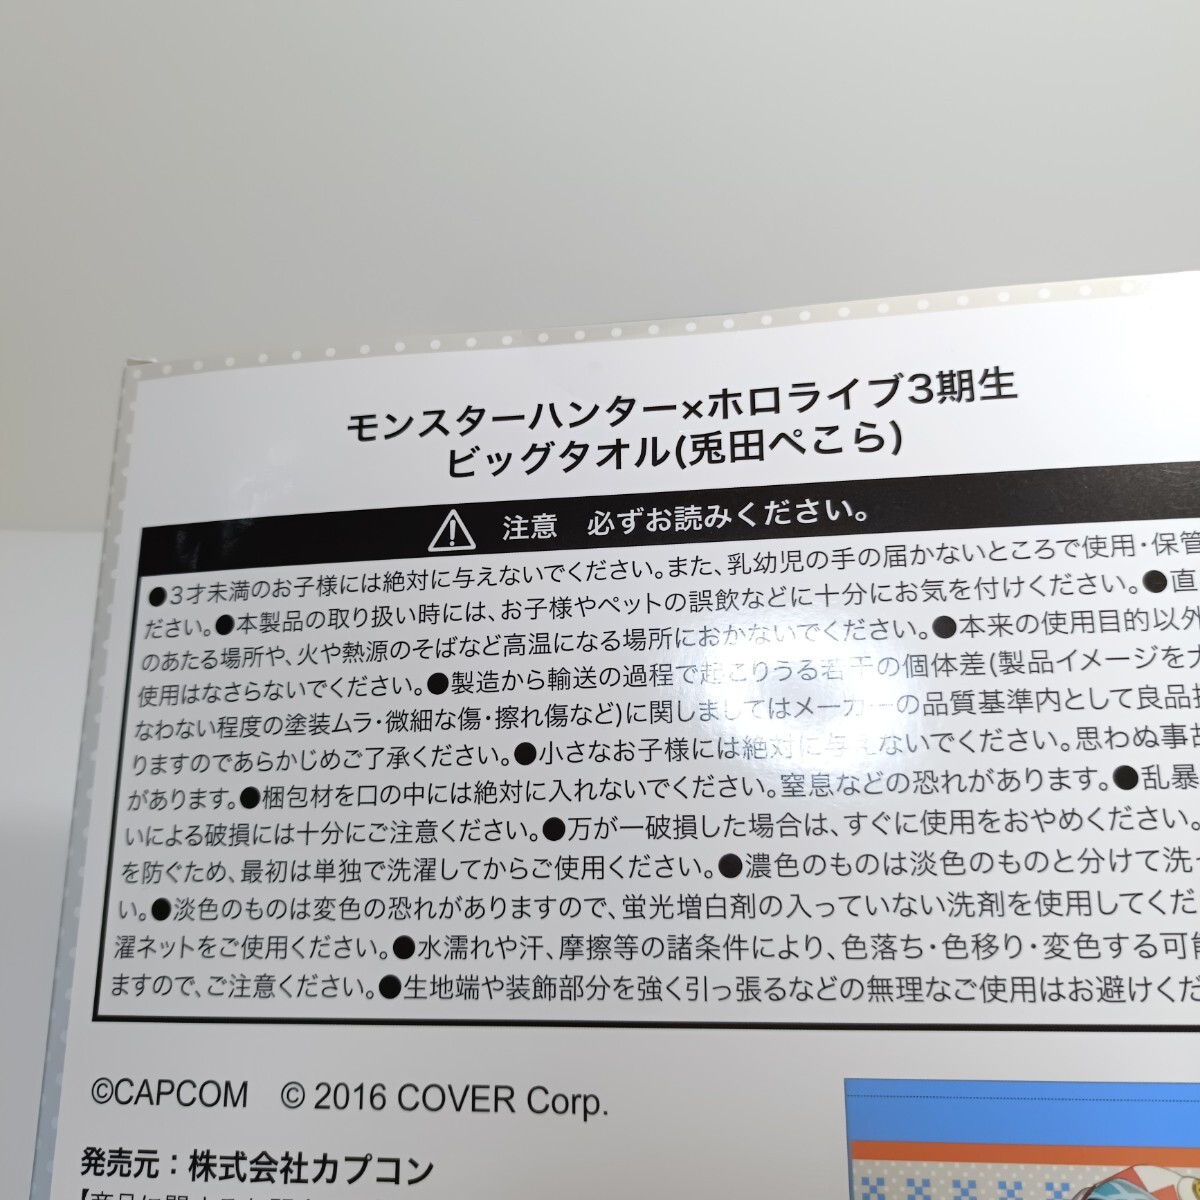 モンスターハンター×ホロライブ3期生
ビッグタオル(兎田ぺこら)
注意 必ずお読みください。
●3才未満のお子様には絶対に与えないでください。また、乳幼児の手の届かないところで使用・保管
ださい。●本製品の取り扱い時には、お子様やペットの誤飲などに十分にお気を付けください。●直
のあたる場所や、火や熱源のそばなど高温になる場所におかないでください。●本来の使用目的以外
使用はなさらないでください。●製造から輸送の過程で起こりうる若干の個体差(製品イメージを
なわない程度の塗装ムラ・微細な傷・擦れ傷など)に関しましてはメーカーの品質基準内として良品
りますのであらかじめご了承ください。●小さなお子様には絶対に与えないでください。思わぬ事故
があります。●梱包材を口の中には絶対に入れないでください。窒息などの恐れがあります。●乱暴
いによる破損には十分にご注意ください。●万が一破損した場合は、すぐに使用をおやめください。
を防ぐため、最初は単独で洗濯してからご使用ください。●濃色のものは淡色のものと分けて洗っ
い。●淡色のものは変色の恐れがありますので、蛍光増白剤の入っていない洗剤を使用してくだ
濯ネットをご使用ください。●水濡れや汗、摩擦等の諸条件により、色落ち・色移り・変色する可能
ますので、ご注意ください。●生地端や装飾部分を強く引っ張るなどの無理なご使用はお避けくだ
©CAPCOM © 2016 COVER Corp.
発売元：株式会社カプコン